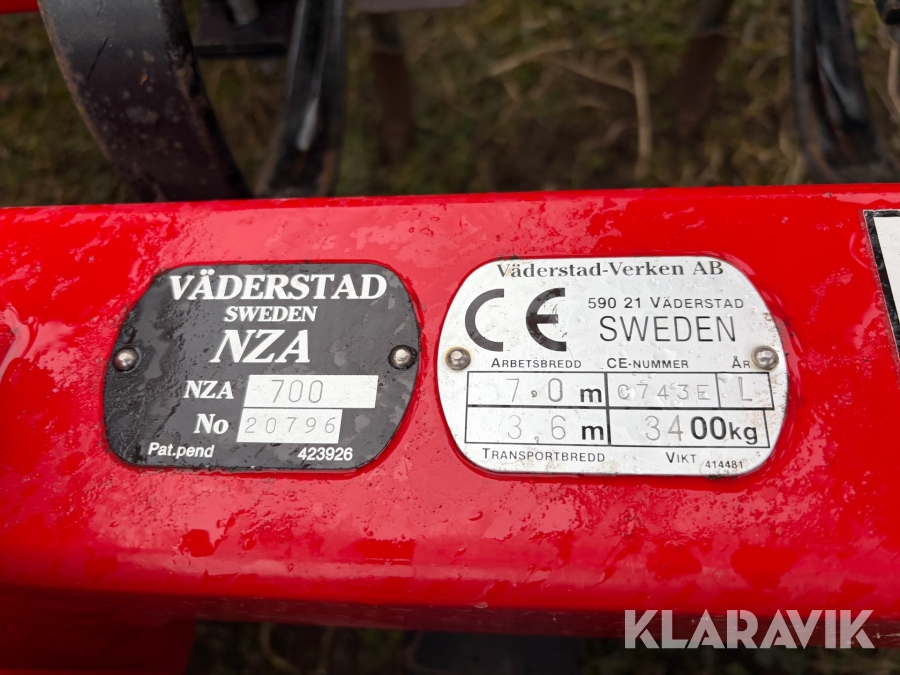 VÄDERSTAD
SWEDEN
NZA
NZA 700
No 20796
Pat.pend 423926
Väderstad-Verken AB
CE 590 21 VÄDERSTAD
SWEDEN
ARBETSBREDD CE-NUMMER ÅR
7,0 m C743E L
3,6 m 3400kg
TRANSPORTBREDD VIKT 414481
KLARAVIK